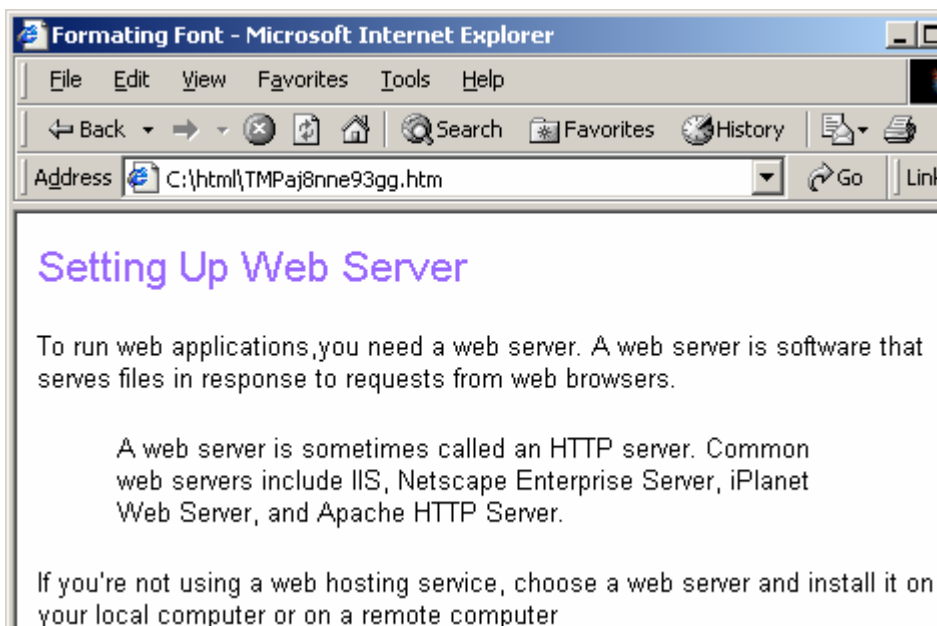 Formating Font - Microsoft Internet Explorer
File Edit View Favorites Tools Help
Back Search Favorites History
Address C:\html\TMPaj8nne93gg.htm Go Link
Setting Up Web Server
To run web applications,you need a web server. A web server is software that
serves files in response to requests from web browsers.
A web server is sometimes called an HTTP server. Common
web servers include IIS, Netscape Enterprise Server, iPlanet
Web Server, and Apache HTTP Server.
If you're not using a web hosting service, choose a web server and install it on
your local computer or on a remote computer